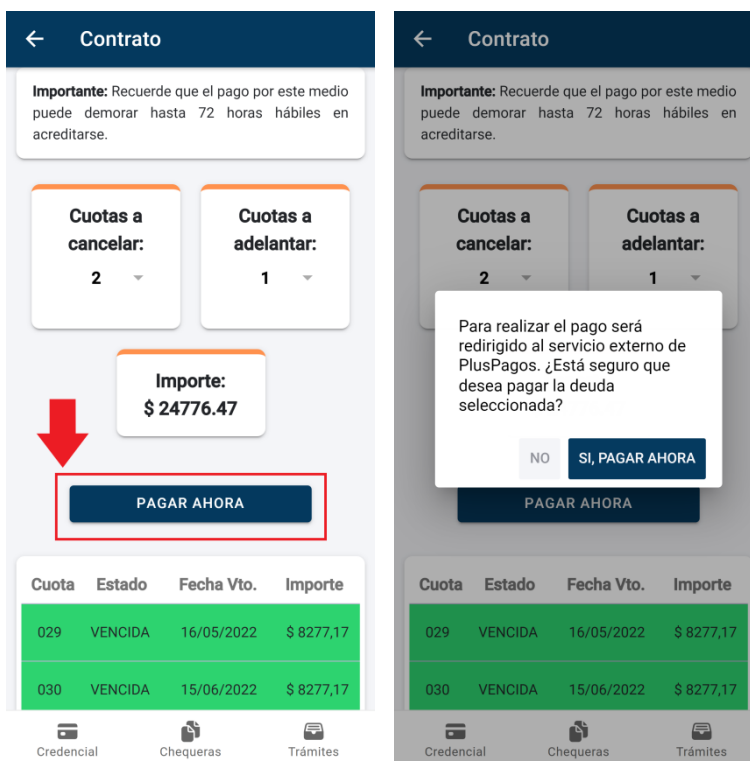 Contrato
Importante: Recuerde que el pago por este medio
puede demorar hasta 72 horas hábiles en
acreditarse.
Cuotas a
cancelar:
2
Cuotas a
adelantar:
1
Importe:
$ 24776.47
PAGAR AHORA
Cuota Estado Fecha Vto. Importe
029 VENCIDA 16/05/2022 $ 8277,17
030 VENCIDA 15/06/2022 $ 8277,17
Credencial Chequeras Trámites
Contrato
Importante: Recuerde que el pago por este medio
puede demorar hasta 72 horas hábiles en
acreditarse.
Cuotas a
cancelar:
2
Cuotas a
adelantar:
1
Para realizar el pago será
redirigido al servicio externo de
PlusPagos. ¿Está seguro que
desea pagar la deuda
seleccionada?
NO SI, PAGAR AHORA
PAGAR AHORA
Cuota Estado Fecha Vto. Importe
029 VENCIDA 16/05/2022 $ 8277,17
030 VENCIDA 15/06/2022 $ 8277,17
Credencial Chequeras Trámites